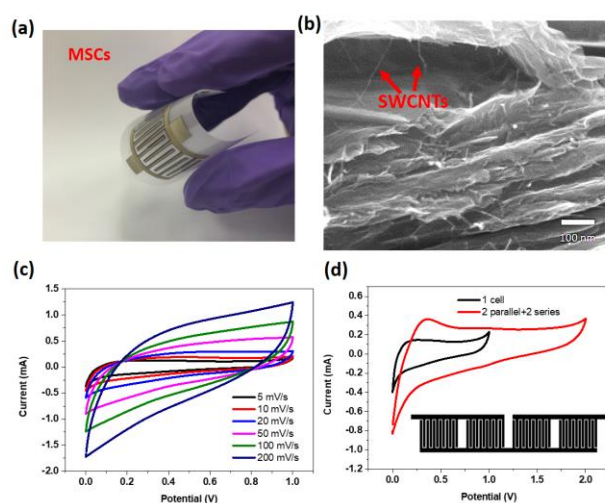 (a)
MSCs
(b)
SWCNTs
100 nm
(c)
Current (mA)
1.5
1.0
0.5
0.0
-0.5
-1.0
-1.5
-2.0
5 mV/s
10 mV/s
20 mV/s
50 mV/s
100 mV/s
200 mV/s
0.0 0.2 0.4 0.6 0.8 1.0
Potential (V)
(d)
Current (mA)
0.6
0.4
0.2
0.0
-0.2
-0.4
-0.6
-0.8
-1.0
1 cell
2 parallel+2 series
0.0 0.5 1.0 1.5 2.0
Potential (V)